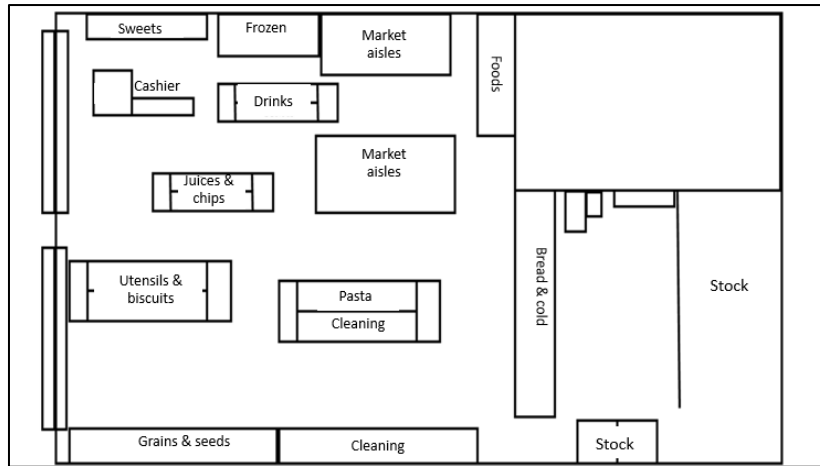 Sweets
Frozen
Market
aisles
Foods
Cashier
Drinks
Market
aisles
Juices &
chips
Utensils &
biscuits
Pasta
Cleaning
Bread & cold
Stock
Grains & seeds
Cleaning
Stock